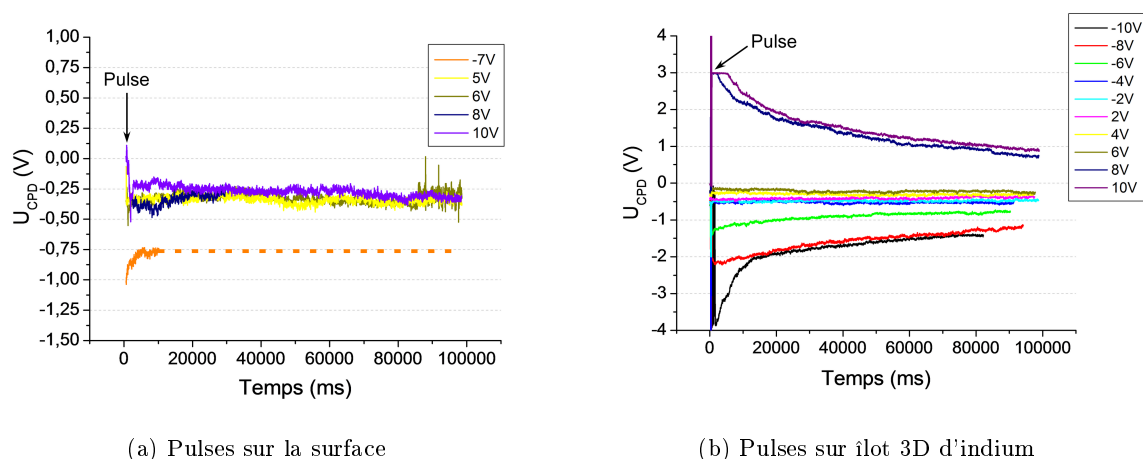 1,00
0,75
0,50
0,25
0,00
-0,25
-0,50
-0,75
-1,00
-1,25
-1,50
U_CPD (V)
Pulse
-7V
5V
6V
8V
10V
0
20000
40000
60000
80000
100000
Temps (ms)
(a) Pulses sur la surface
4
3
2
1
0
-1
-2
-3
-4
U_CPD (V)
Pulse
-10V
-8V
-6V
-4V
-2V
2V
4V
6V
8V
10V
0
20000
40000
60000
80000
100000
Temps (ms)
(b) Pulses sur îlot 3D d'indium